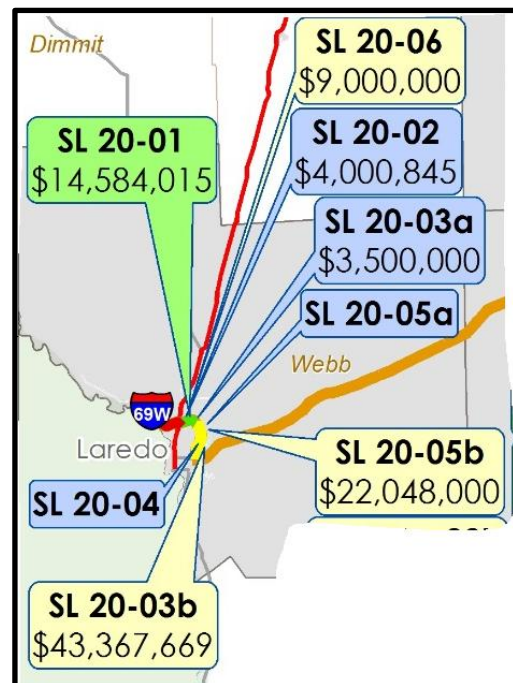 Dimmit
SL 20-06
$9,000,000
SL 20-01
$14,584,015
SL 20-02
$4,000,845
SL 20-03a
$3,500,000
SL 20-05a
Webb
69W
Laredo
SL 20-05b
$22,048,000
SL 20-04
SL 20-03b
$43,367,669